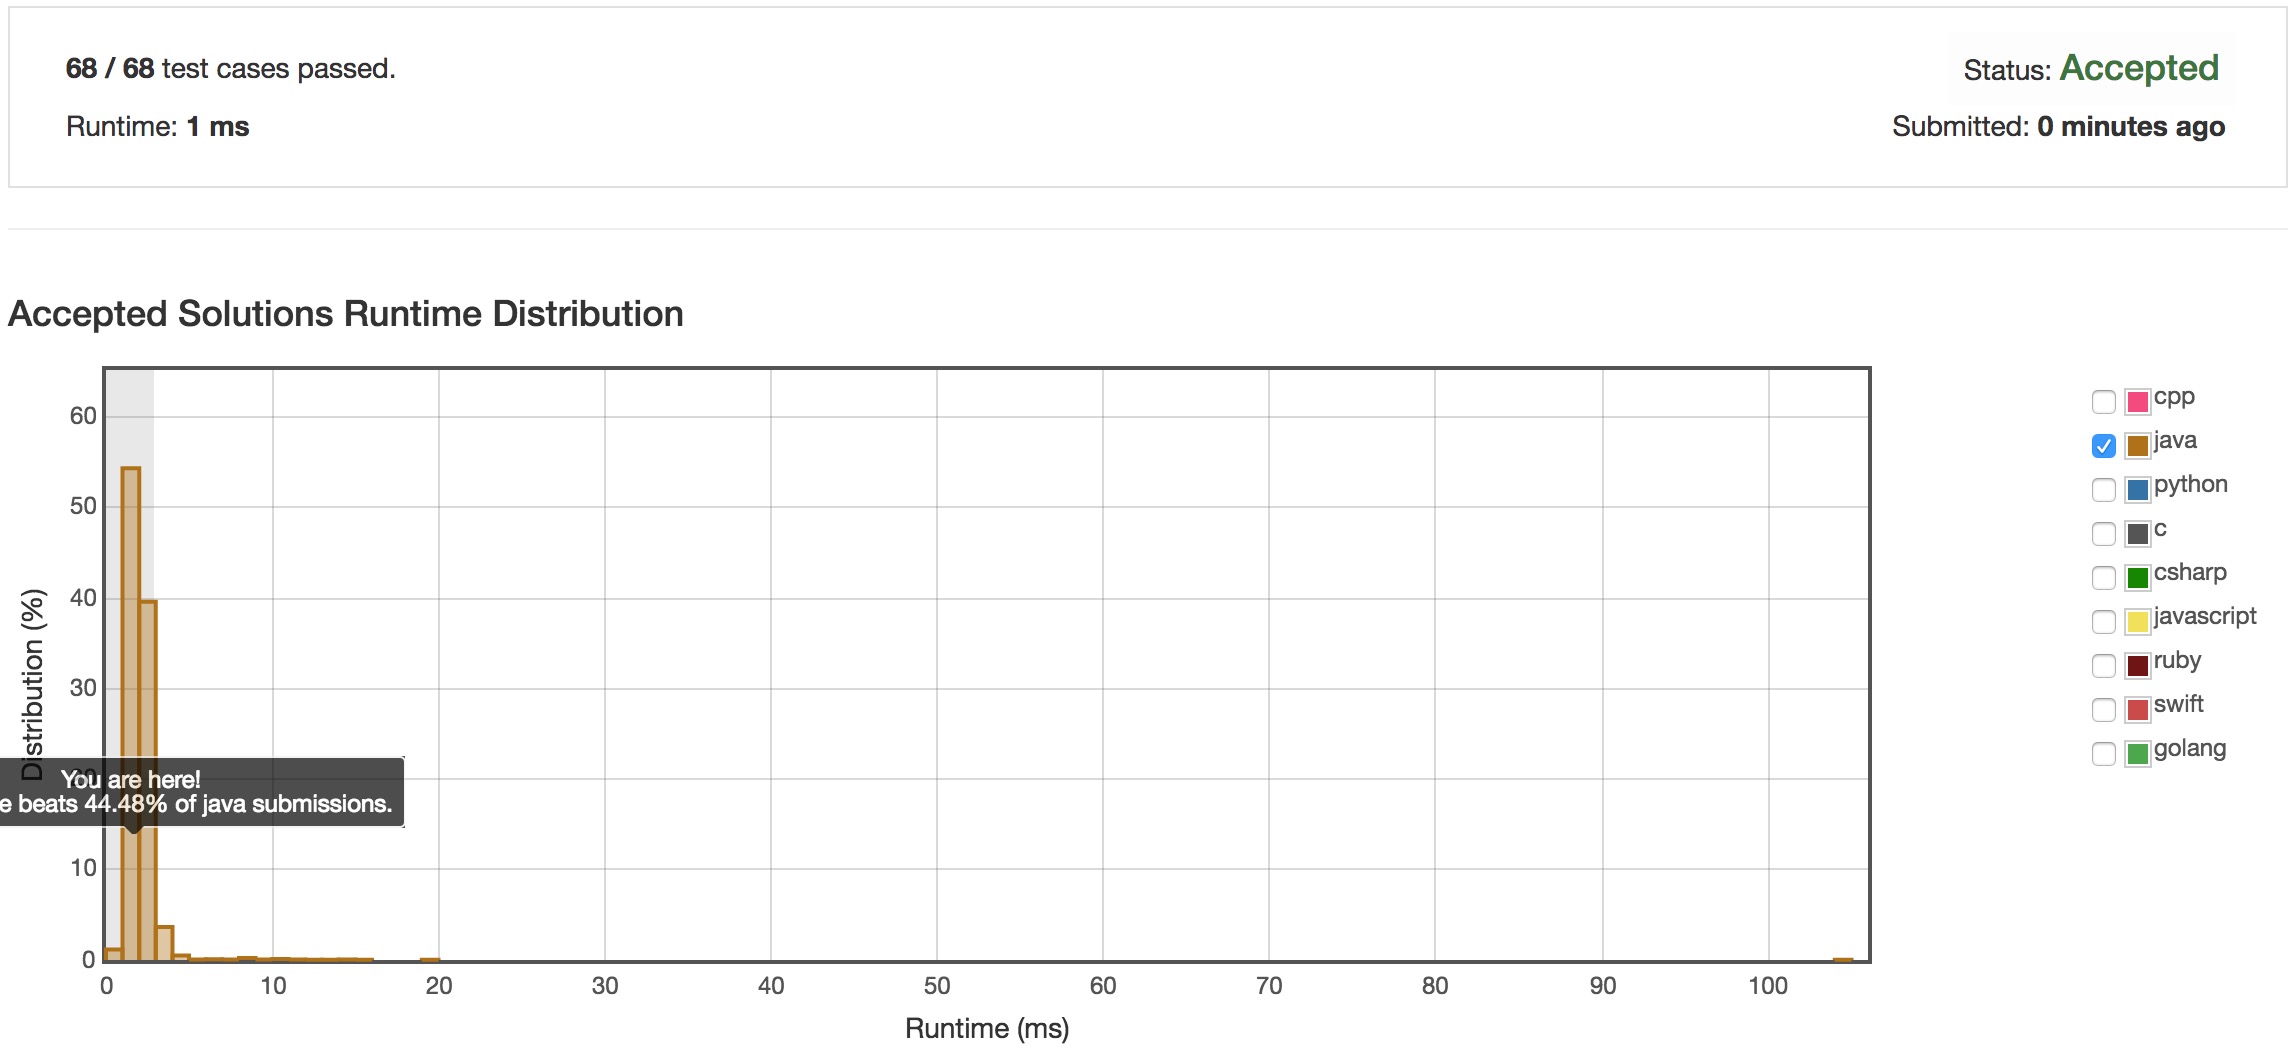 68 / 68 test cases passed.
Status: Accepted
Runtime: 1 ms
Submitted: 0 minutes ago
Accepted Solutions Runtime Distribution
60
50
40
30
20
10
0
Distribution (%)
You are here!
e beats 44.48% of java submissions.
0 10 20 30 40 50 60 70 80 90 100
Runtime (ms)
cpp
java
python
c
csharp
javascript
ruby
swift
golang